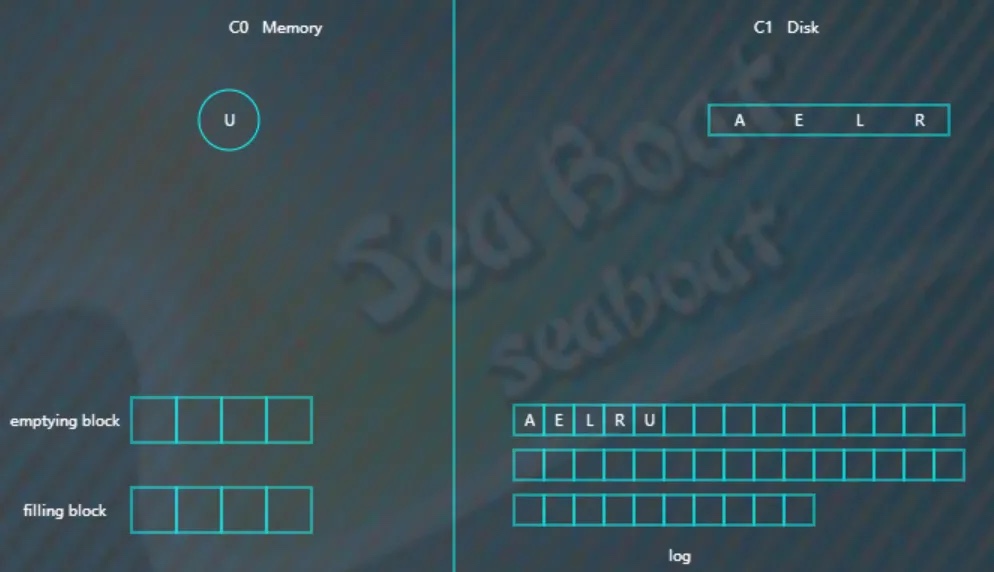 C0 Memory
C1 Disk
U
A E L R
Sea Boat
seaboat
emptying block
A E L R U
filling block
log